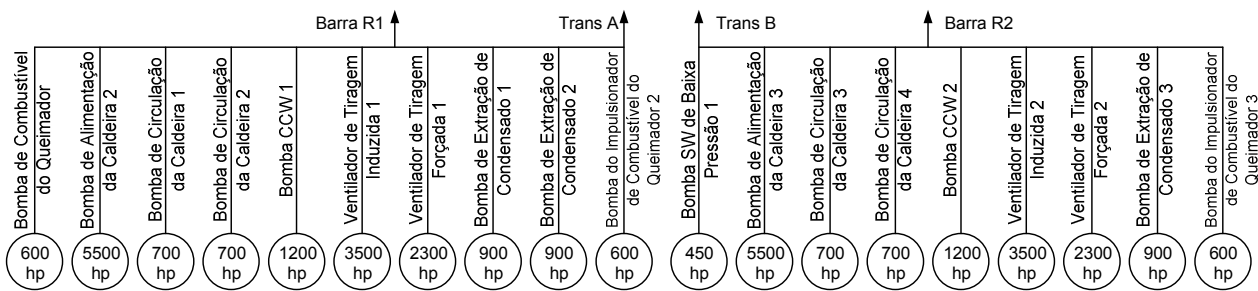 Barra R1
Trans A
Trans B
Barra R2
Bomba de Combustível
do Queimador
Bomba de Alimentação
da Caldeira 2
Bomba de Circulação
da Caldeira 1
Bomba de Circulação
da Caldeira 2
Bomba CCW 1
Ventilador de Tiragem
Induzida 1
Ventilador de Tiragem
Forçada 1
Bomba de Extração de
Condensado 1
Bomba de Extração de
Condensado 2
Bomba do Impulsionador
de Combustível do
Queimador 2
Bomba SW de Baixa
Pressão 1
Bomba de Alimentação
da Caldeira 3
Bomba de Circulação
da Caldeira 3
Bomba de Circulação
da Caldeira 4
Bomba CCW 2
Ventilador de Tiragem
Induzida 2
Ventilador de Tiragem
Forçada 2
Bomba de Extração de
Condensado 3
Bomba do Impulsionador
de Combustível do
Queimador 3
600
hp
5500
hp
700
hp
700
hp
1200
hp
3500
hp
2300
hp
900
hp
900
hp
600
hp
450
hp
5500
hp
700
hp
700
hp
1200
hp
3500
hp
2300
hp
900
hp
600
hp